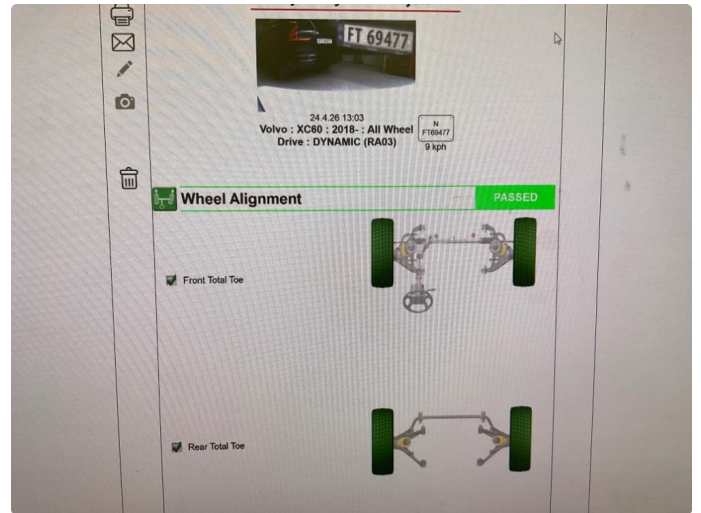 FT 69477
24.4.26 13:03
Volvo : XC60 : 2018- : All Wheel
Drive : DYNAMIC (RA03)
N
FT69477
9 kph
Wheel Alignment
PASSED
Front Total Toe
Rear Total Toe